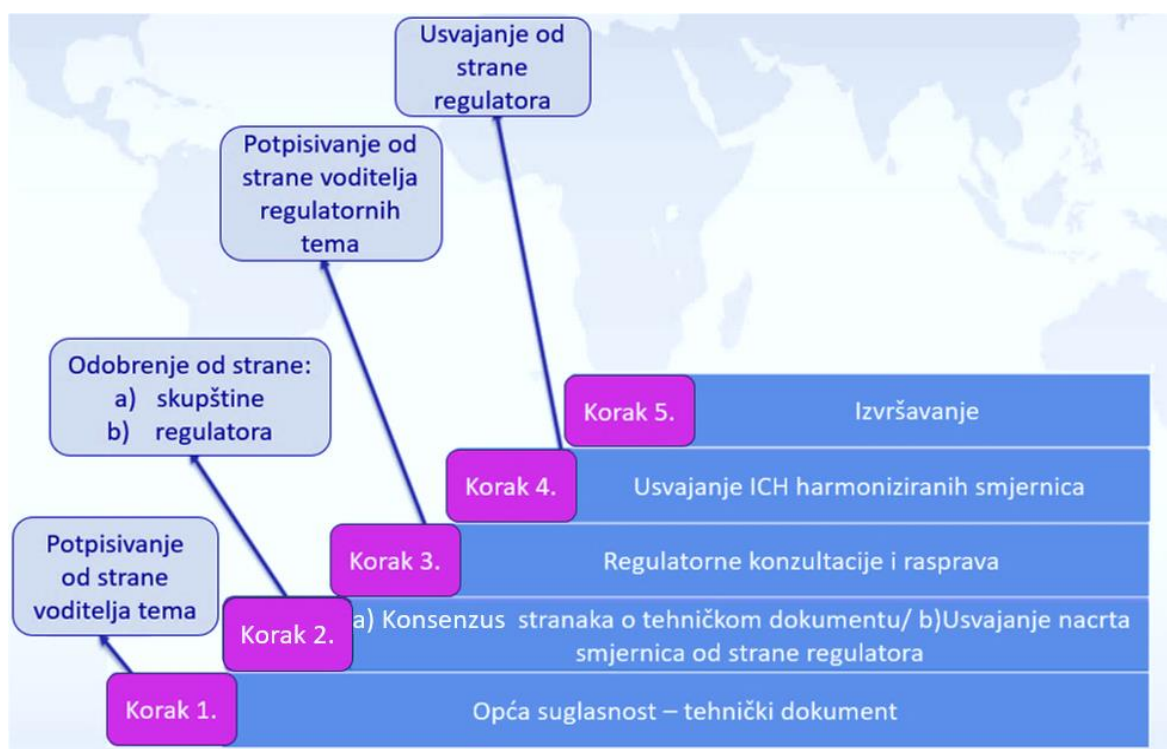 Usvajanje od
strane
regulatora
Potpisivanje od
strane voditelja
regulatornih
tema
Odobrenje od strane:
a) skupštine
b) regulatora
Potpisivanje
od strane
voditelja tema
Korak 5.
Izvršavanje
Korak 4.
Usvajanje ICH harmoniziranih smjernica
Korak 3.
Regulatorne konzultacije i rasprava
Korak 2.
a) Konsenzus stranaka o tehničkom dokumentu/ b)Usvajanje nacrta
smjernica od strane regulatora
Korak 1.
Opća suglasnost – tehnički dokument